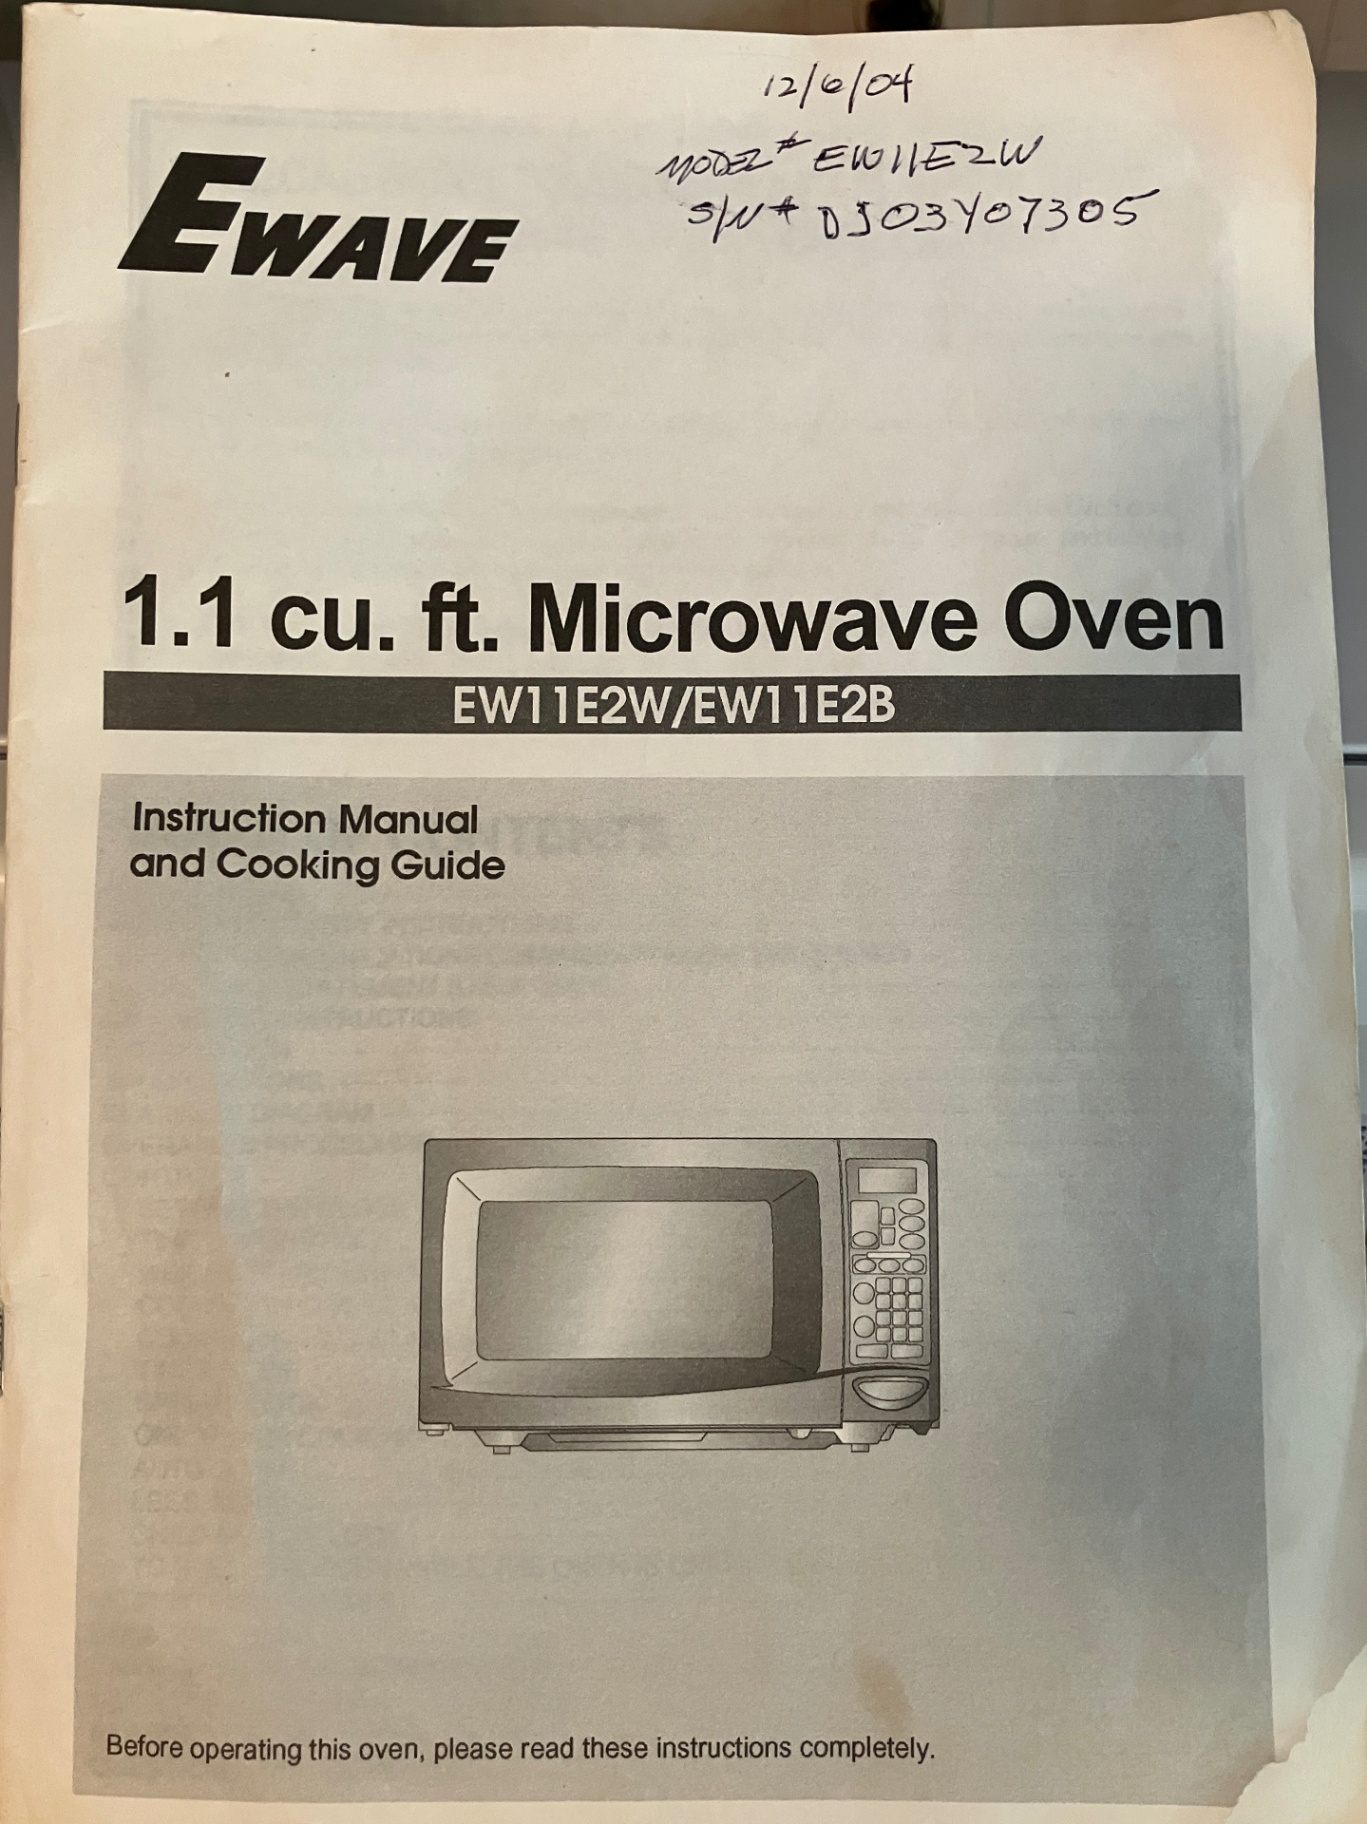 12/6/04
MODEL# EW11E2W
S/N# DJ03Y07305
EWAVE
1.1 cu. ft. Microwave Oven
EW11E2W/EW11E2B
Instruction Manual
and Cooking Guide
Before operating this oven, please read these instructions completely.